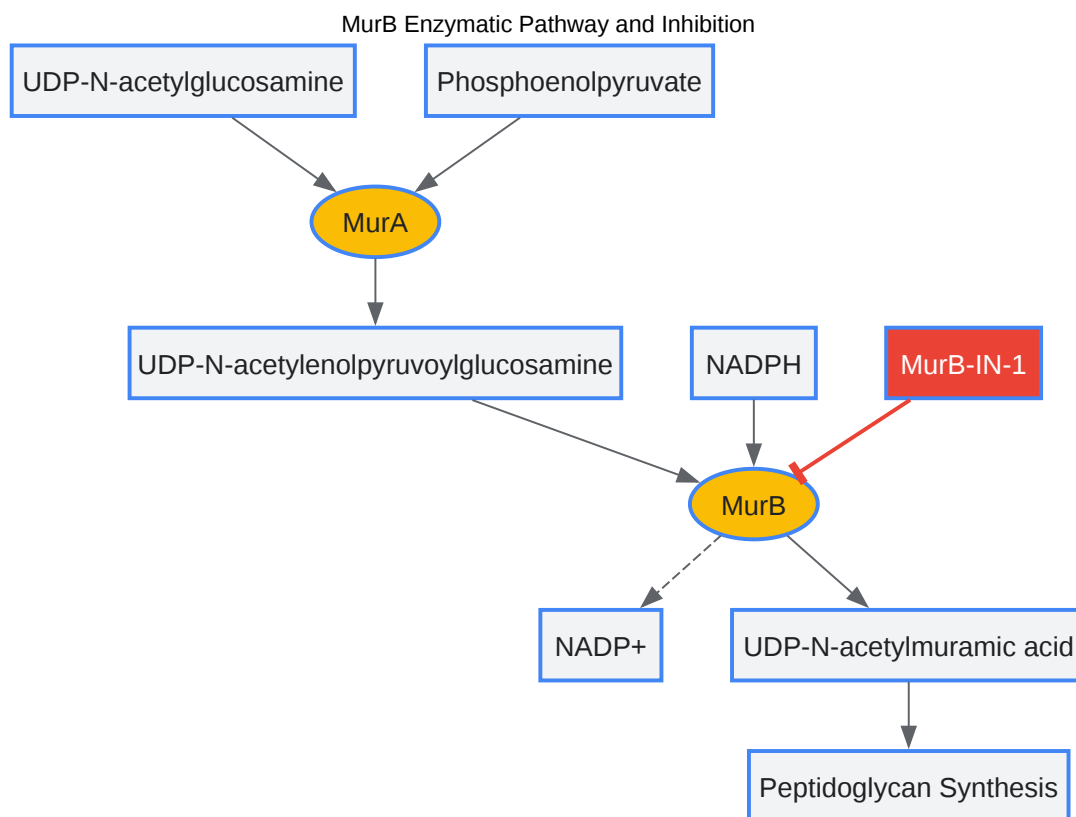 MurB Enzymatic Pathway and Inhibition
UDP-N-acetylglucosamine
Phosphoenolpyruvate
MurA
UDP-N-acetylenolpyruvoylglucosamine
NADPH
MurB-IN-1
MurB
NADP+
UDP-N-acetylmuramic acid
Peptidoglycan Synthesis